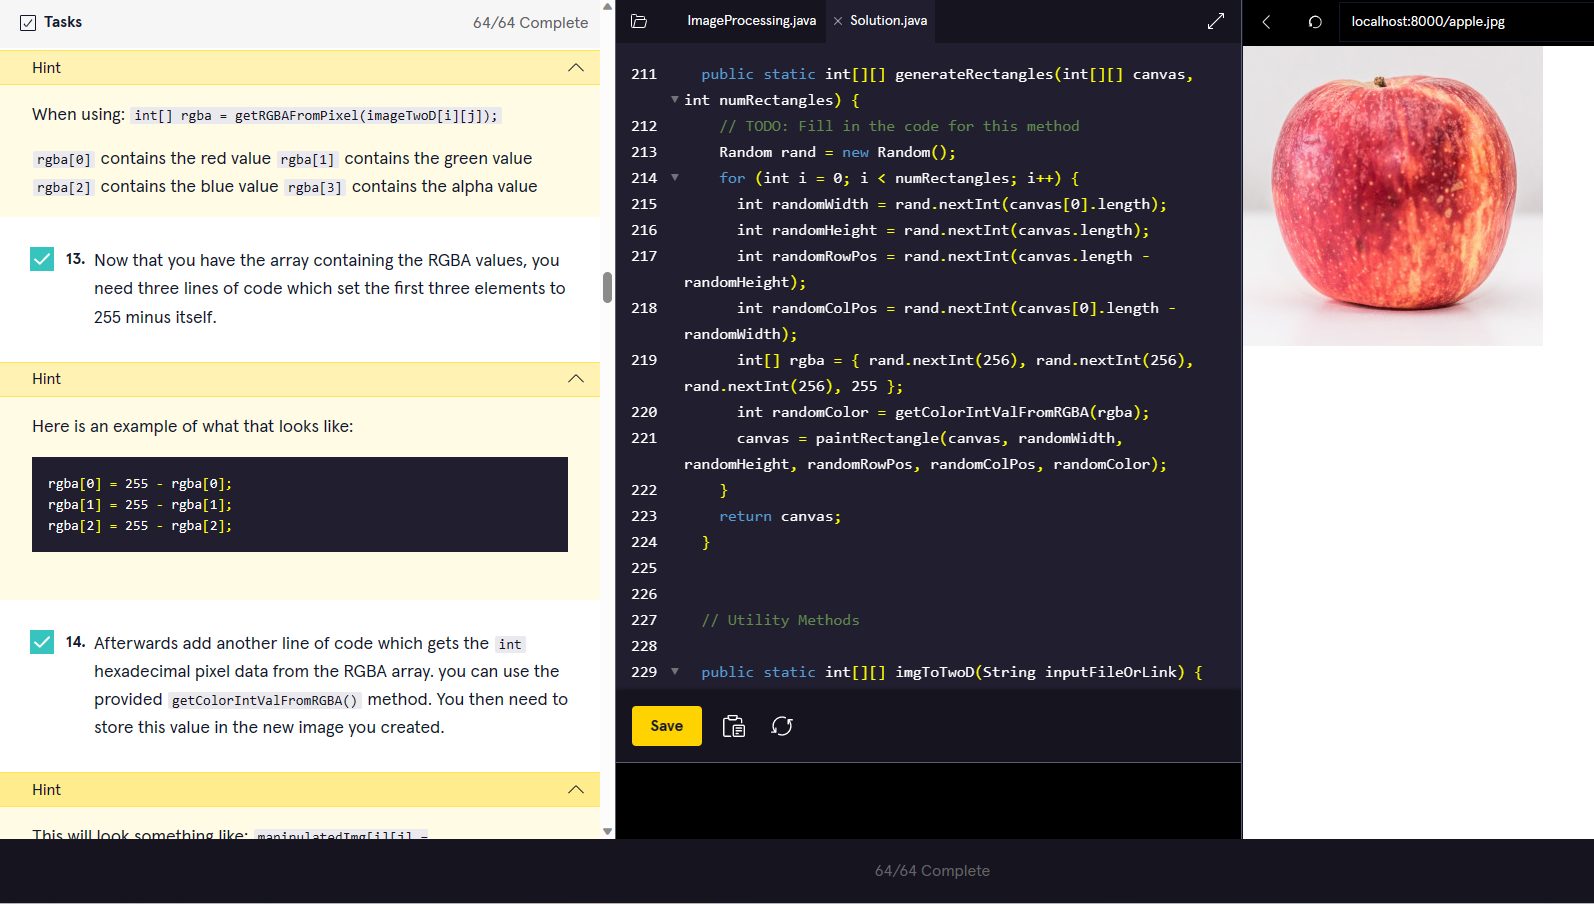 Tasks
64/64 Complete
Hint
When using: int[] rgba = getRGBAFromPixel(imageTwoD[i][j]);
rgba[0] contains the red value rgba[1] contains the green value
rgba[2] contains the blue value rgba[3] contains the alpha value
13. Now that you have the array containing the RGBA values, you
need three lines of code which set the first three elements to
255 minus itself.
Hint
Here is an example of what that looks like:
rgba[0] = 255 - rgba[0];
rgba[1] = 255 - rgba[1];
rgba[2] = 255 - rgba[2];
14. Afterwards add another line of code which gets the int
hexadecimal pixel data from the RGBA array. you can use the
provided getColorIntValFromRGBA() method. You then need to
store this value in the new image you created.
Hint
This will look something like: manipulatedImg[i][j] =
ImageProcessing.java
Solution.java
211 public static int[][] generateRectangles(int[][] canvas,
int numRectangles) {
212 // TODO: Fill in the code for this method
213 Random rand = new Random();
214 for (int i = 0; i < numRectangles; i++) {
215 int randomWidth = rand.nextInt(canvas[0].length);
216 int randomHeight = rand.nextInt(canvas.length);
217 int randomRowPos = rand.nextInt(canvas.length -
randomHeight);
218 int randomColPos = rand.nextInt(canvas[0].length -
randomWidth);
219 int[] rgba = { rand.nextInt(256), rand.nextInt(256),
rand.nextInt(256), 255 };
220 int randomColor = getColorIntValFromRGBA(rgba);
221 canvas = paintRectangle(canvas, randomWidth,
randomHeight, randomRowPos, randomColPos, randomColor);
222 }
223 return canvas;
224 }
225
226
227 // Utility Methods
228
229 public static int[][] imgToTwoD(String inputFileOrLink) {
Save
localhost:8000/apple.jpg
64/64 Complete